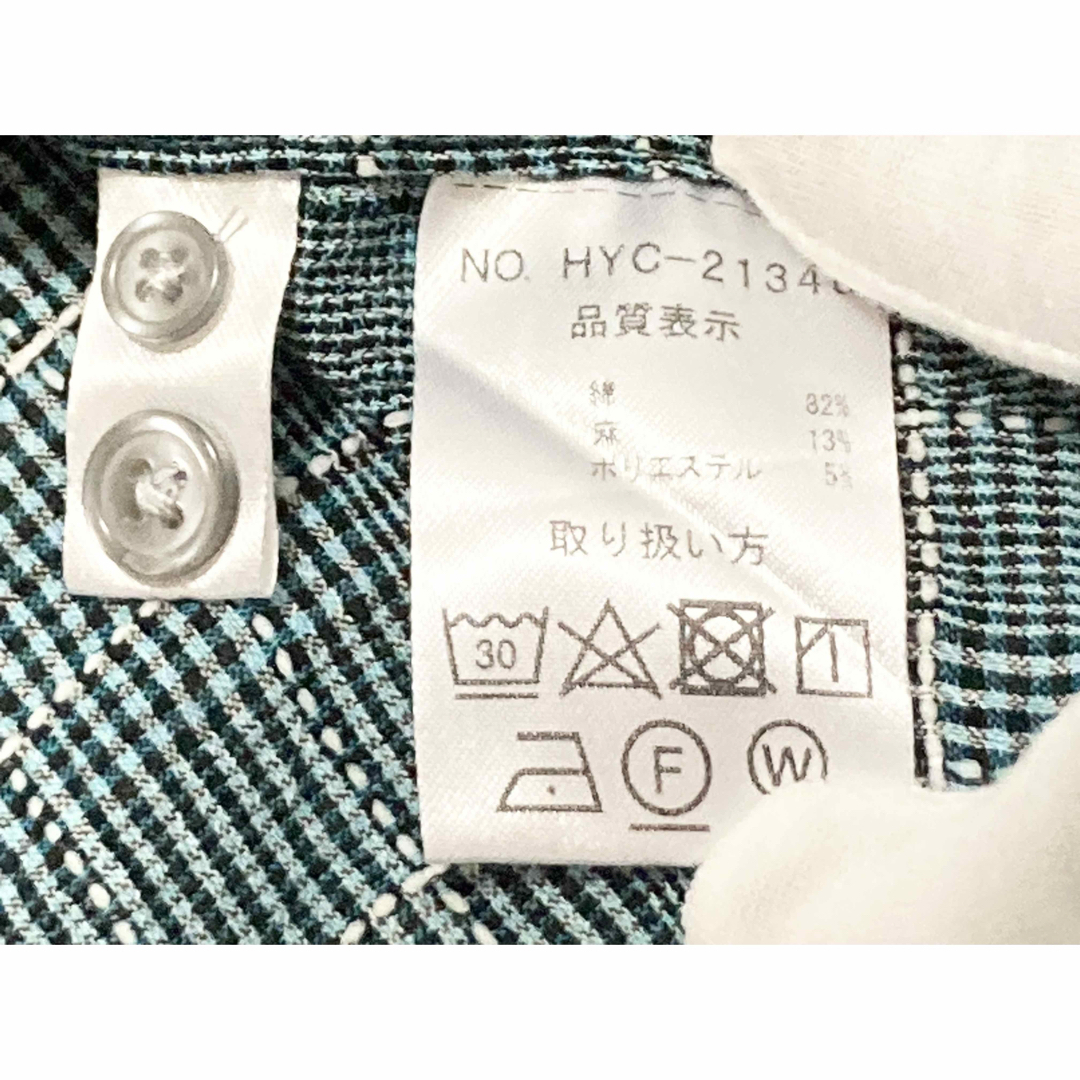 NO. HYC-2134
品質表示
綿 82%
麻 13%
ポリエステル 5%
取り扱い方
30
F
W